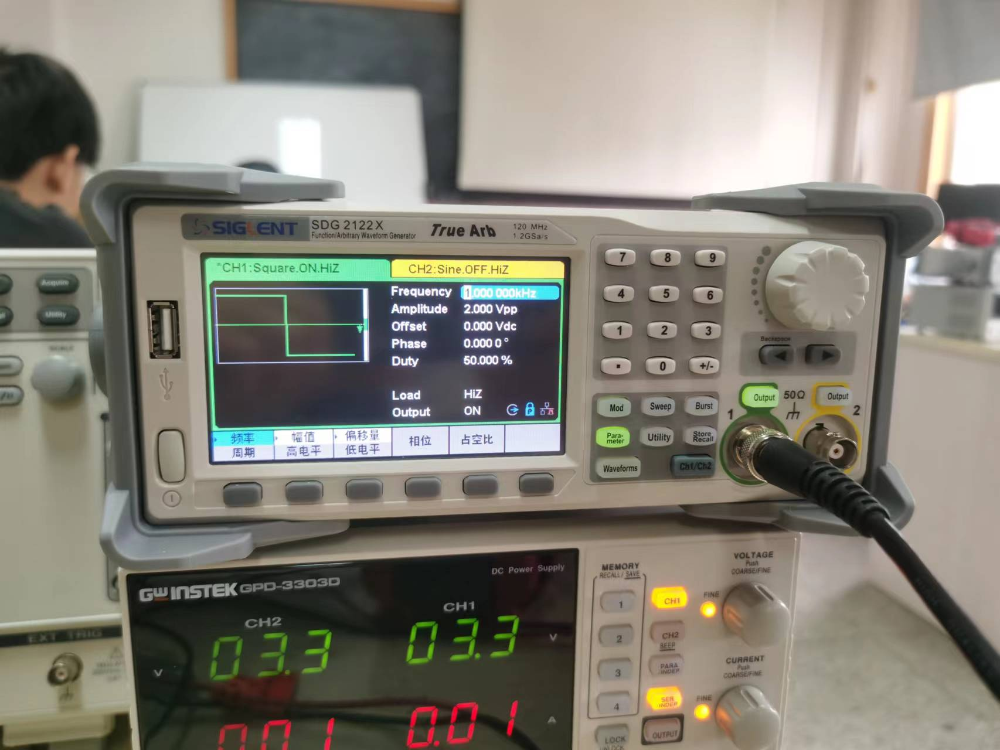 SIGLENT SDG 2122X True Arb 120 MHz
Function/Arbitrary Waveform Generator 1.2GSa/s
*CH1:Square.ON.HiZ CH2:Sine.OFF.HiZ
Frequency 1.000 000kHz
Amplitude 2.000 Vpp
Offset 0.000 Vdc
Phase 0.000 0 °
Duty 50.000 %
Load HiZ
Output ON
频率 幅值 偏移量 相位 占空比
周期 高电平 低电平
7 8 9
4 5 6
1 2 3
. 0 +/-
Backspace
Mod Sweep Burst
Para-
meter
Utility
Store
Recall
Waveforms Ch1/Ch2
Output 50Ω Output
1 2
Acquire
Utility
SCALE
EXT TRIG
GW INSTEK GPD-3303D
DC Power Supply
CH2 CH1
V 03.3 03.3 V
0.01 0.01 A
MEMORY
RECALL/SAVE
1
2
3
4
LOCK
UNLOCK
CH1
CH2
BEEP
PARA
/INDEP
SER
/INDEP
OUTPUT
VOLTAGE
Push
COARSE/FINE
FINE
CURRENT
Push
COARSE/FINE
FINE